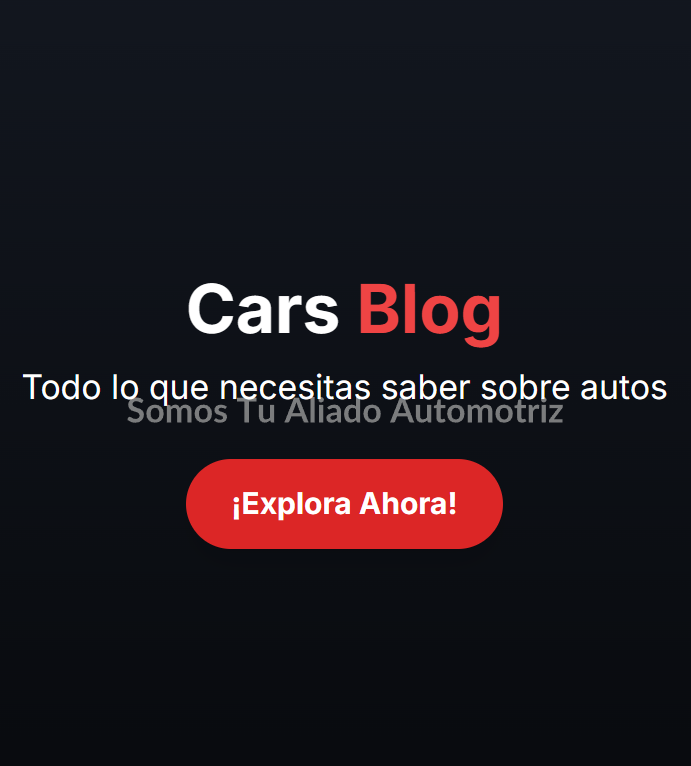 Cars Blog
Todo lo que necesitas saber sobre autos
Somos Tu Aliado Automotriz
¡Explora Ahora!